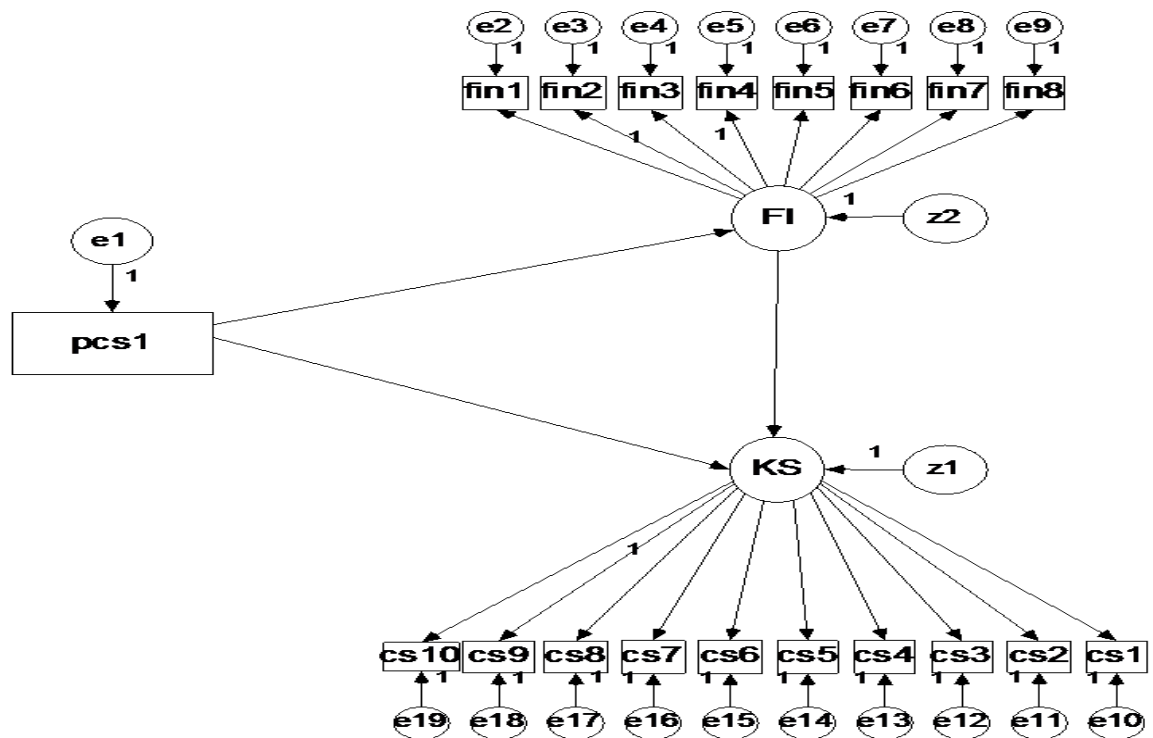 e2 e3 e4 e5 e6 e7 e8 e9
1 1 1 1 1 1 1 1
fin1 fin2 fin3 fin4 fin5 fin6 fin7 fin8
1 1
1
FI z2
e1
1
pcs1
1
KS z1
1
cs10 cs9 cs8 cs7 cs6 cs5 cs4 cs3 cs2 cs1
1 1 1 1 1 1 1 1 1 1
e19 e18 e17 e16 e15 e14 e13 e12 e11 e10